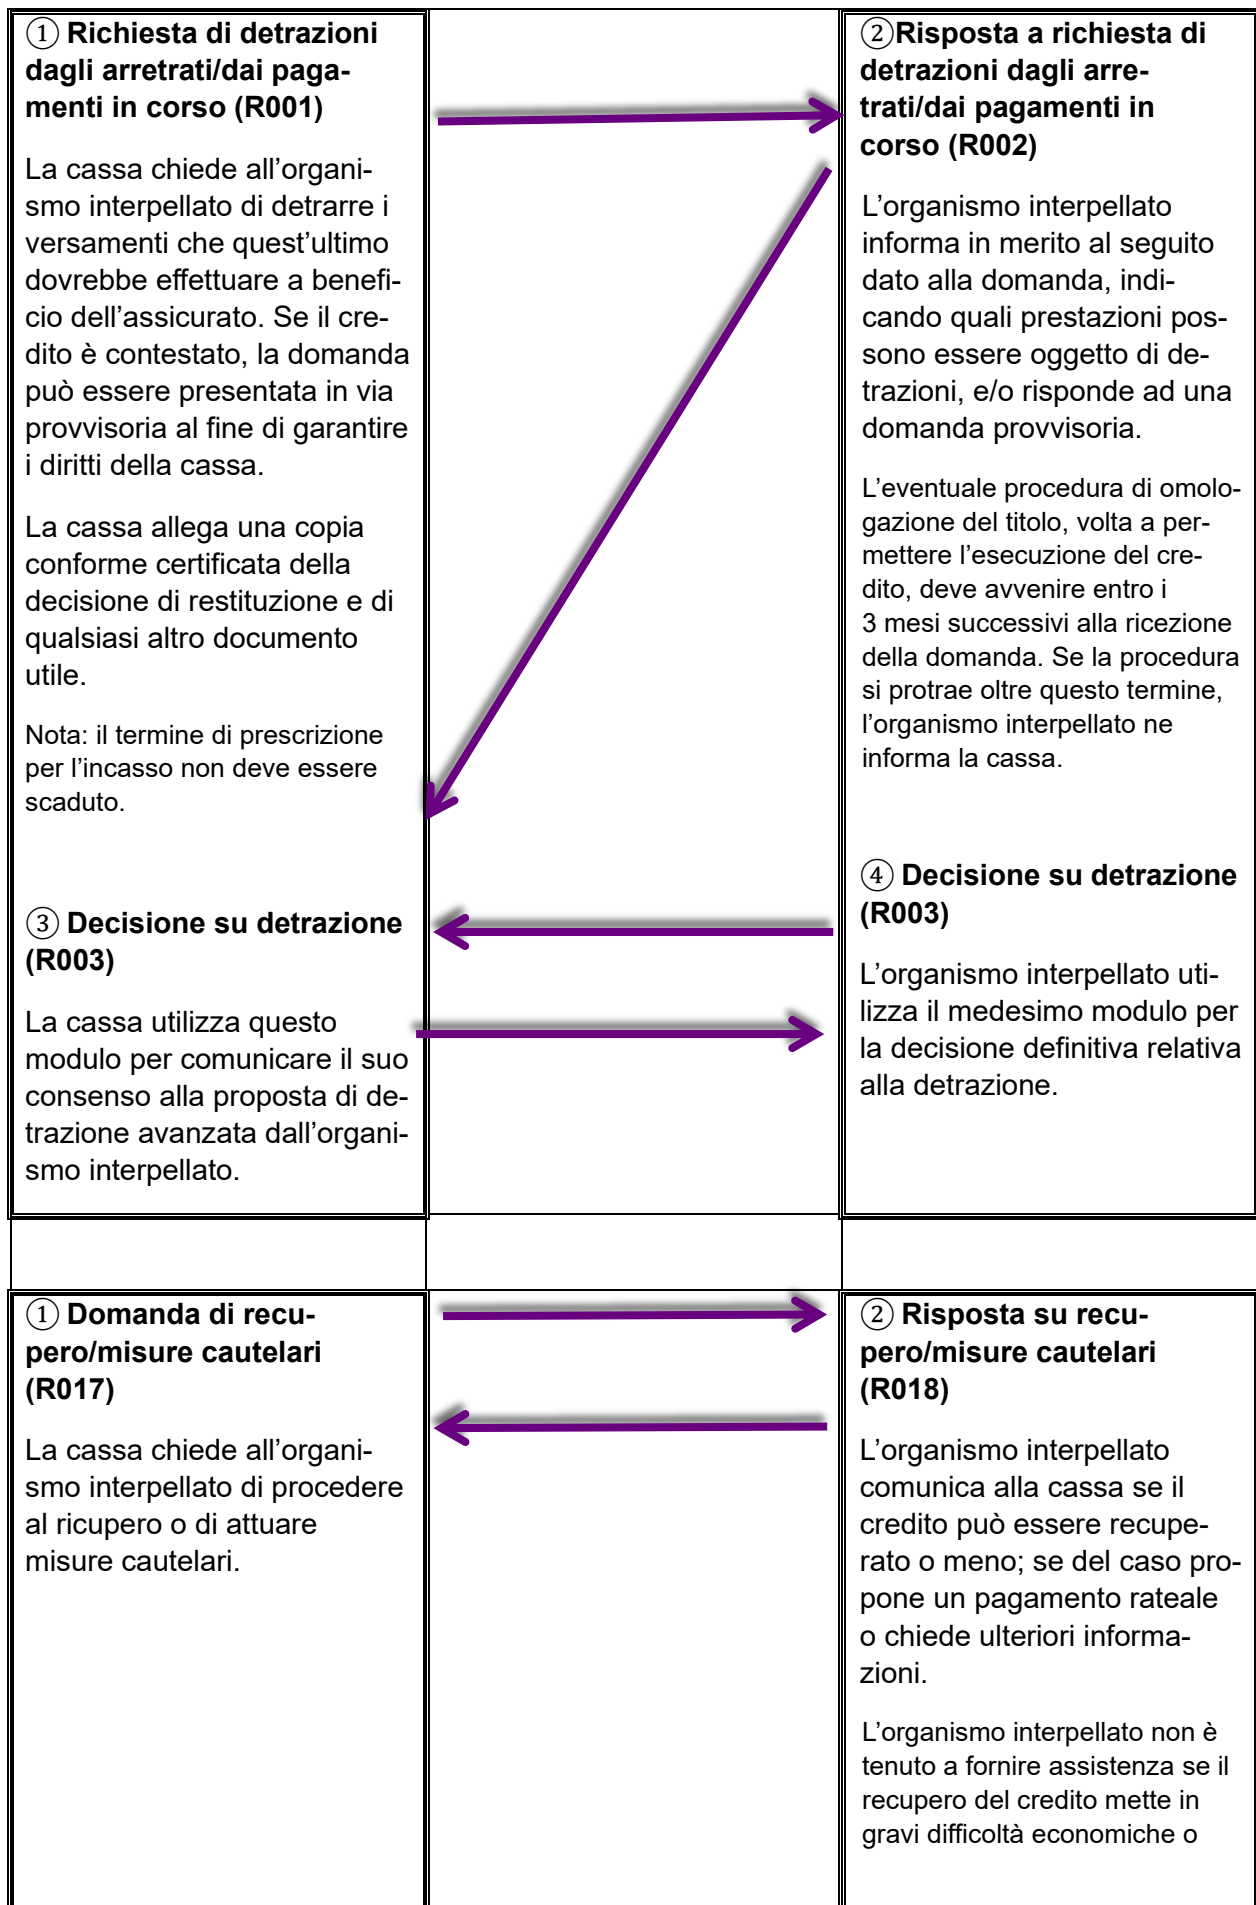 ① Richiesta di detrazioni
dagli arretrati/dai paga-
menti in corso (R001)
La cassa chiede all’organi-
smo interpellato di detrarre i
versamenti che quest’ultimo
dovrebbe effettuare a benefi-
cio dell’assicurato. Se il cre-
dito è contestato, la domanda
può essere presentata in via
provvisoria al fine di garantire
i diritti della cassa.
La cassa allega una copia
conforme certificata della
decisione di restituzione e di
qualsiasi altro documento
utile.
Nota: il termine di prescrizione
per l’incasso non deve essere
scaduto.
③ Decisione su detrazione
(R003)
La cassa utilizza questo
modulo per comunicare il suo
consenso alla proposta di de-
trazione avanzata dall’organi-
smo interpellato.
②Risposta a richiesta di
detrazioni dagli arre-
trati/dai pagamenti in
corso (R002)
L’organismo interpellato
informa in merito al seguito
dato alla domanda, indi-
cando quali prestazioni pos-
sono essere oggetto di de-
trazioni, e/o risponde ad una
domanda provvisoria.
L’eventuale procedura di omolo-
gazione del titolo, volta a per-
mettere l’esecuzione del cre-
dito, deve avvenire entro i
3 mesi successivi alla ricezione
della domanda. Se la procedura
si protrae oltre questo termine,
l’organismo interpellato ne
informa la cassa.
④ Decisione su detrazione
(R003)
L’organismo interpellato uti-
lizza il medesimo modulo per
la decisione definitiva relativa
alla detrazione.
① Domanda di recu-
pero/misure cautelari
(R017)
La cassa chiede all’organi-
smo interpellato di procedere
al ricupero o di attuare
misure cautelari.
② Risposta su recu-
pero/misure cautelari
(R018)
L’organismo interpellato
comunica alla cassa se il
credito può essere recupe-
rato o meno; se del caso pro-
pone un pagamento rateale
o chiede ulteriori informa-
zioni.
L’organismo interpellato non è
tenuto a fornire assistenza se il
recupero del credito mette in
gravi difficoltà economiche o